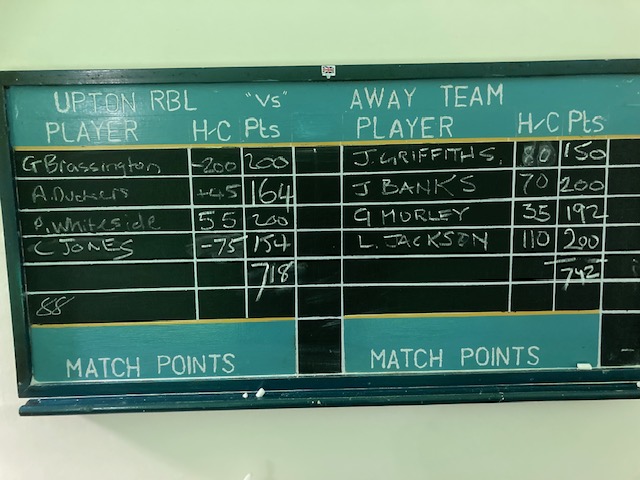 UPTON RBL "Vs" AWAY TEAM
PLAYER H/C Pts PLAYER H/C Pts
G Brassington -200 200 J. GRIFFITHS. 80 150
A. Duckers +45 164 J BANKS 70 200
P. Whiteside 55 200 G MORLEY 35 192
C JONES -75 154 L. JACKSON 110 200
718 742
88
MATCH POINTS MATCH POINTS